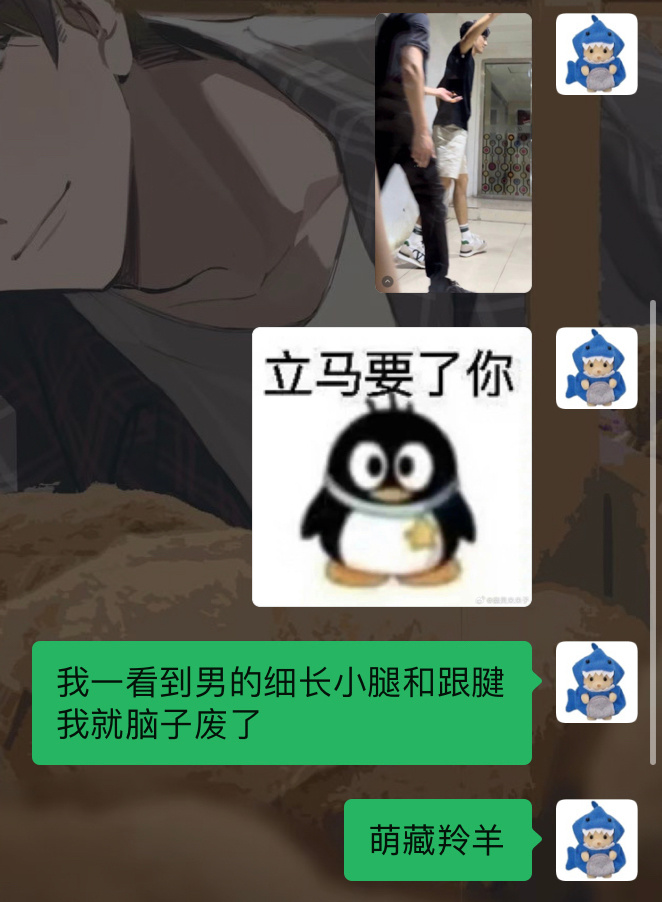 立马要了你
我一看到男的细长小腿和跟腱
我就脑子废了
萌藏羚羊